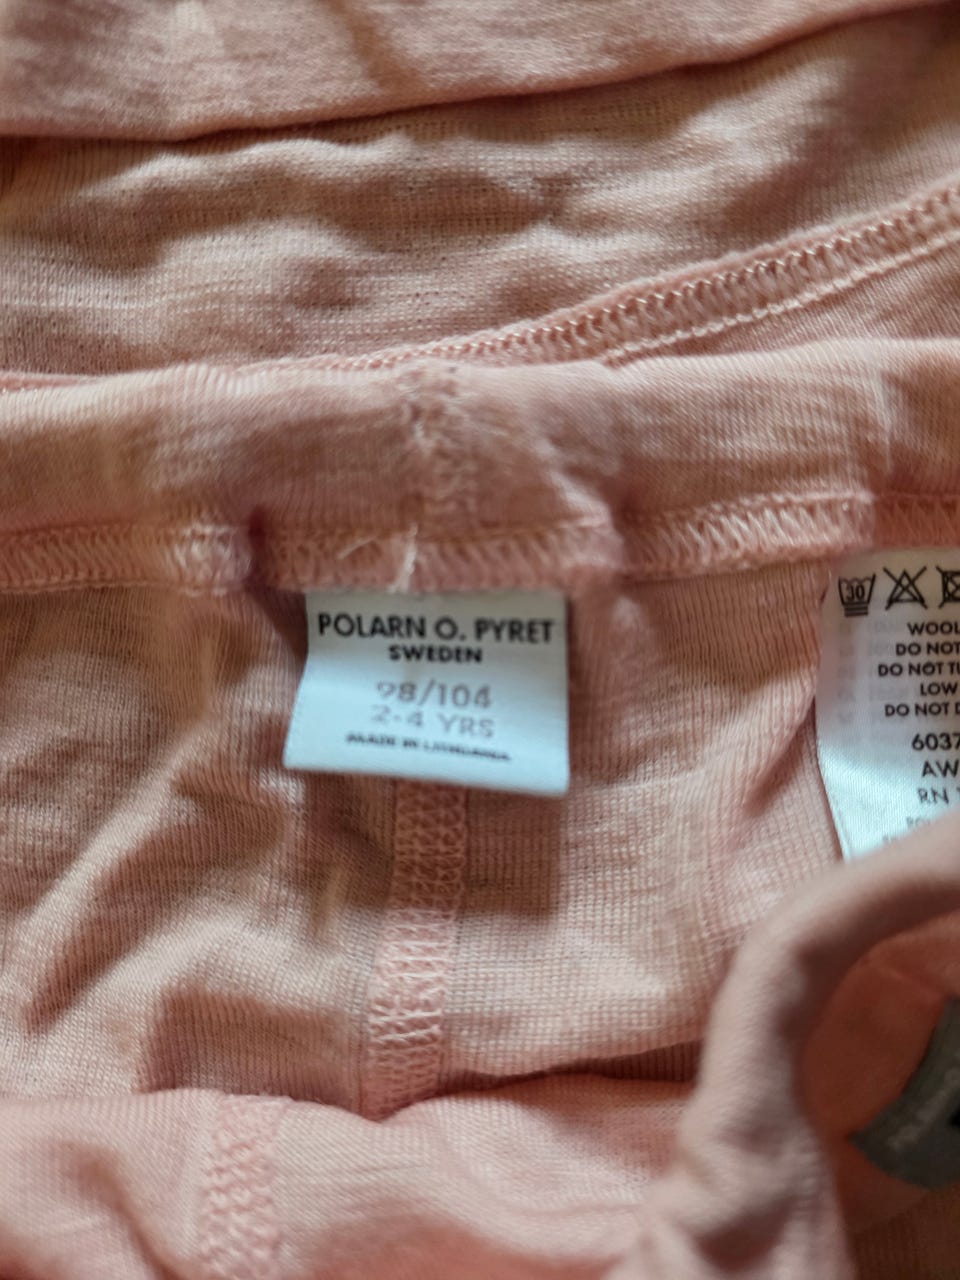 POLARN O. PYRET
SWEDEN
98/104
2-4 YRS
MADE IN LITHUANIA
30
WOOL
DO NOT
DO NOT TU
LOW
DO NOT D
6037
AW
RN